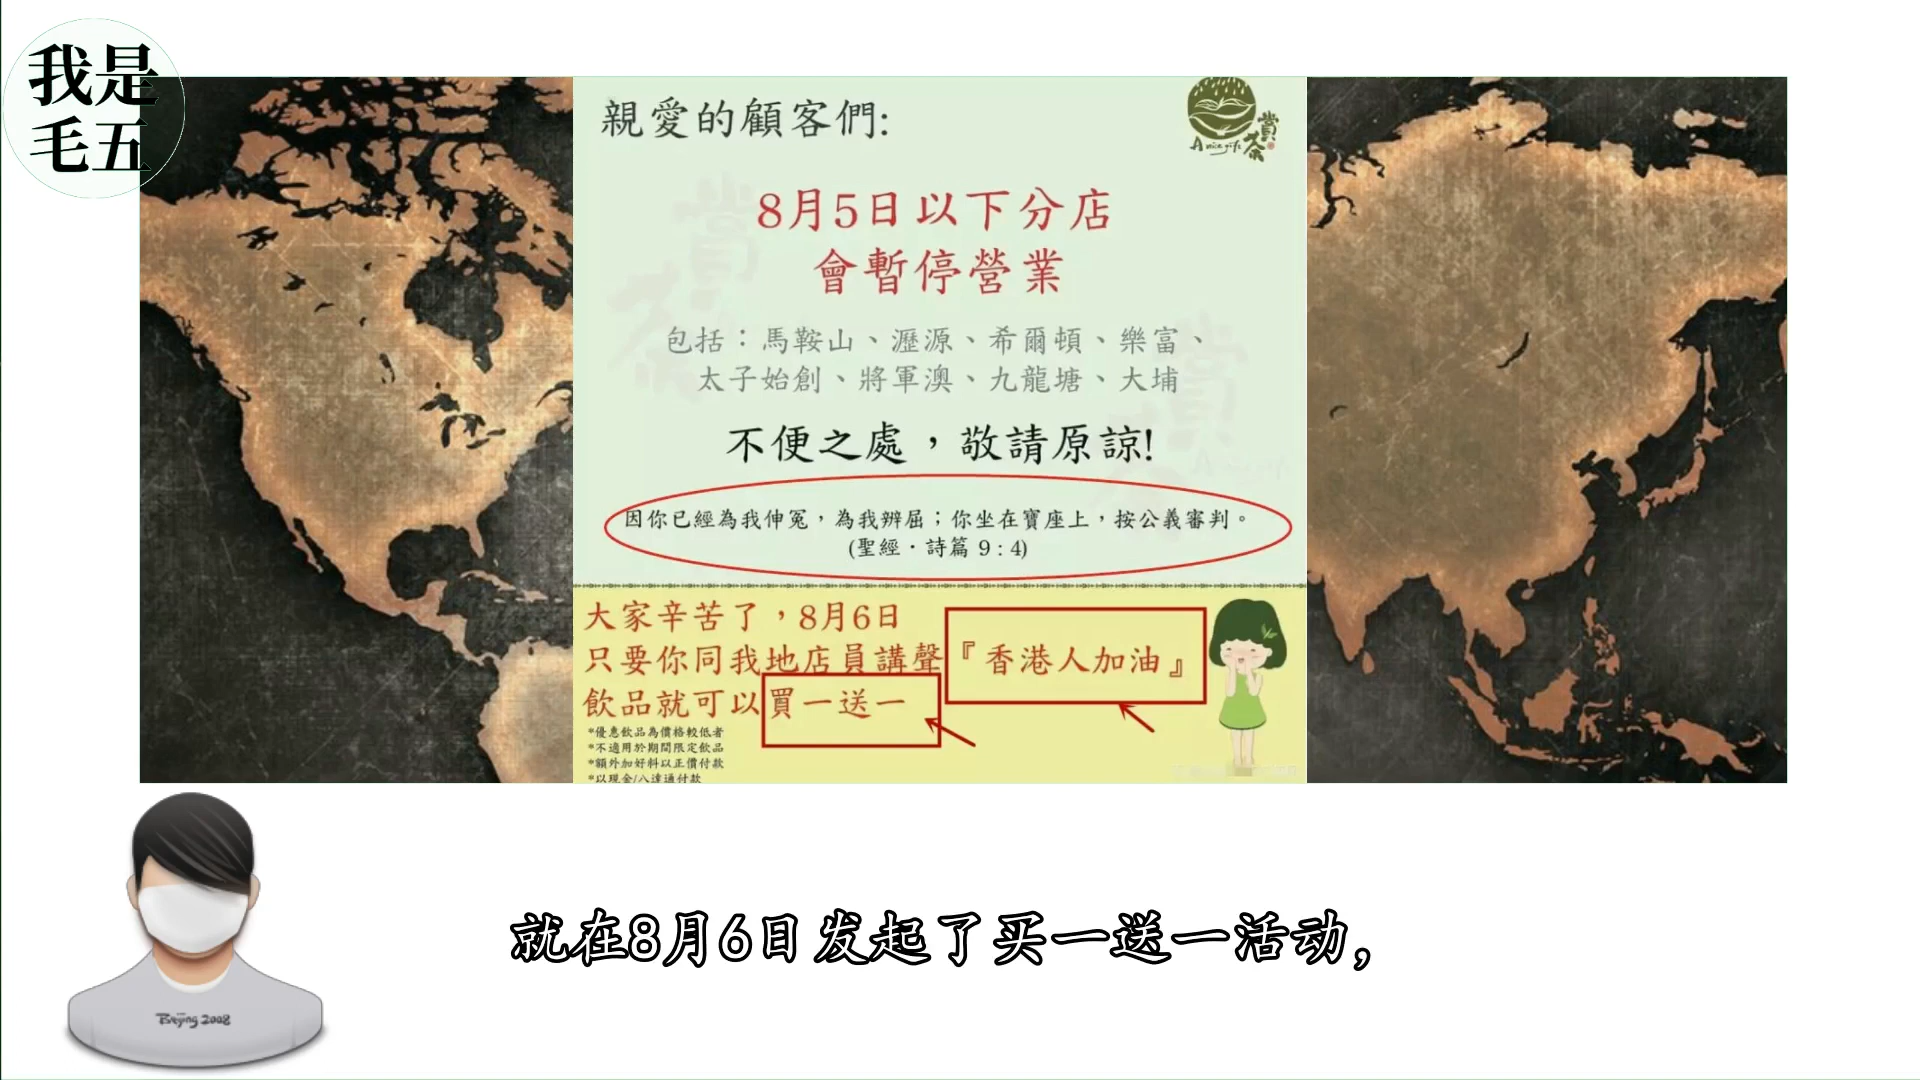 我是
毛五
親愛的顧客們:
A nice gift
賞茶
8月5日以下分店
會暫停營業
包括：馬鞍山、瀝源、希爾頓、樂富、
太子始創、將軍澳、九龍塘、大埔
不便之處，敬請原諒!
因你已經為我伸冤，為我辨屈；你坐在寶座上，按公義審判。
(聖經·詩篇 9:4)
大家辛苦了，8月6日
只要你同我地店員講聲『香港人加油』
飲品就可以買一送一
*優惠飲品為價格較低者
*不適用於期間限定飲品
*額外加好料以正價付款
*以現金/八達通付款
Beijing 2008
就在8月6日发起了买一送一活动，